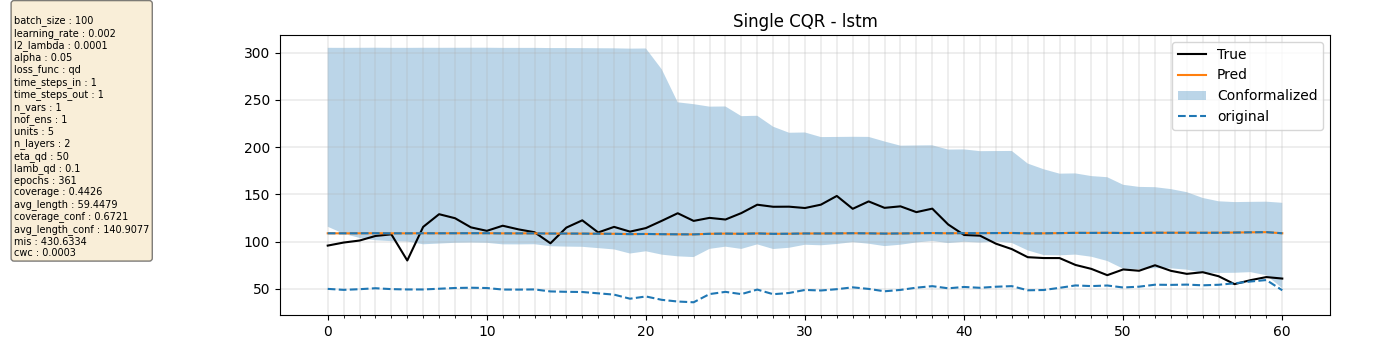 batch_size : 100
learning_rate : 0.002
l2_lambda : 0.0001
alpha : 0.05
loss_func : qd
time_steps_in : 1
time_steps_out : 1
n_vars : 1
nof_ens : 1
units : 5
n_layers : 2
eta_qd : 50
lamb_qd : 0.1
epochs : 361
coverage : 0.4426
avg_length : 59.4479
coverage_conf : 0.6721
avg_length_conf : 140.9077
mis : 430.6334
cwc : 0.0003
Single CQR - lstm
300
250
200
150
100
50
0 10 20 30 40 50 60
True
Pred
Conformalized
original